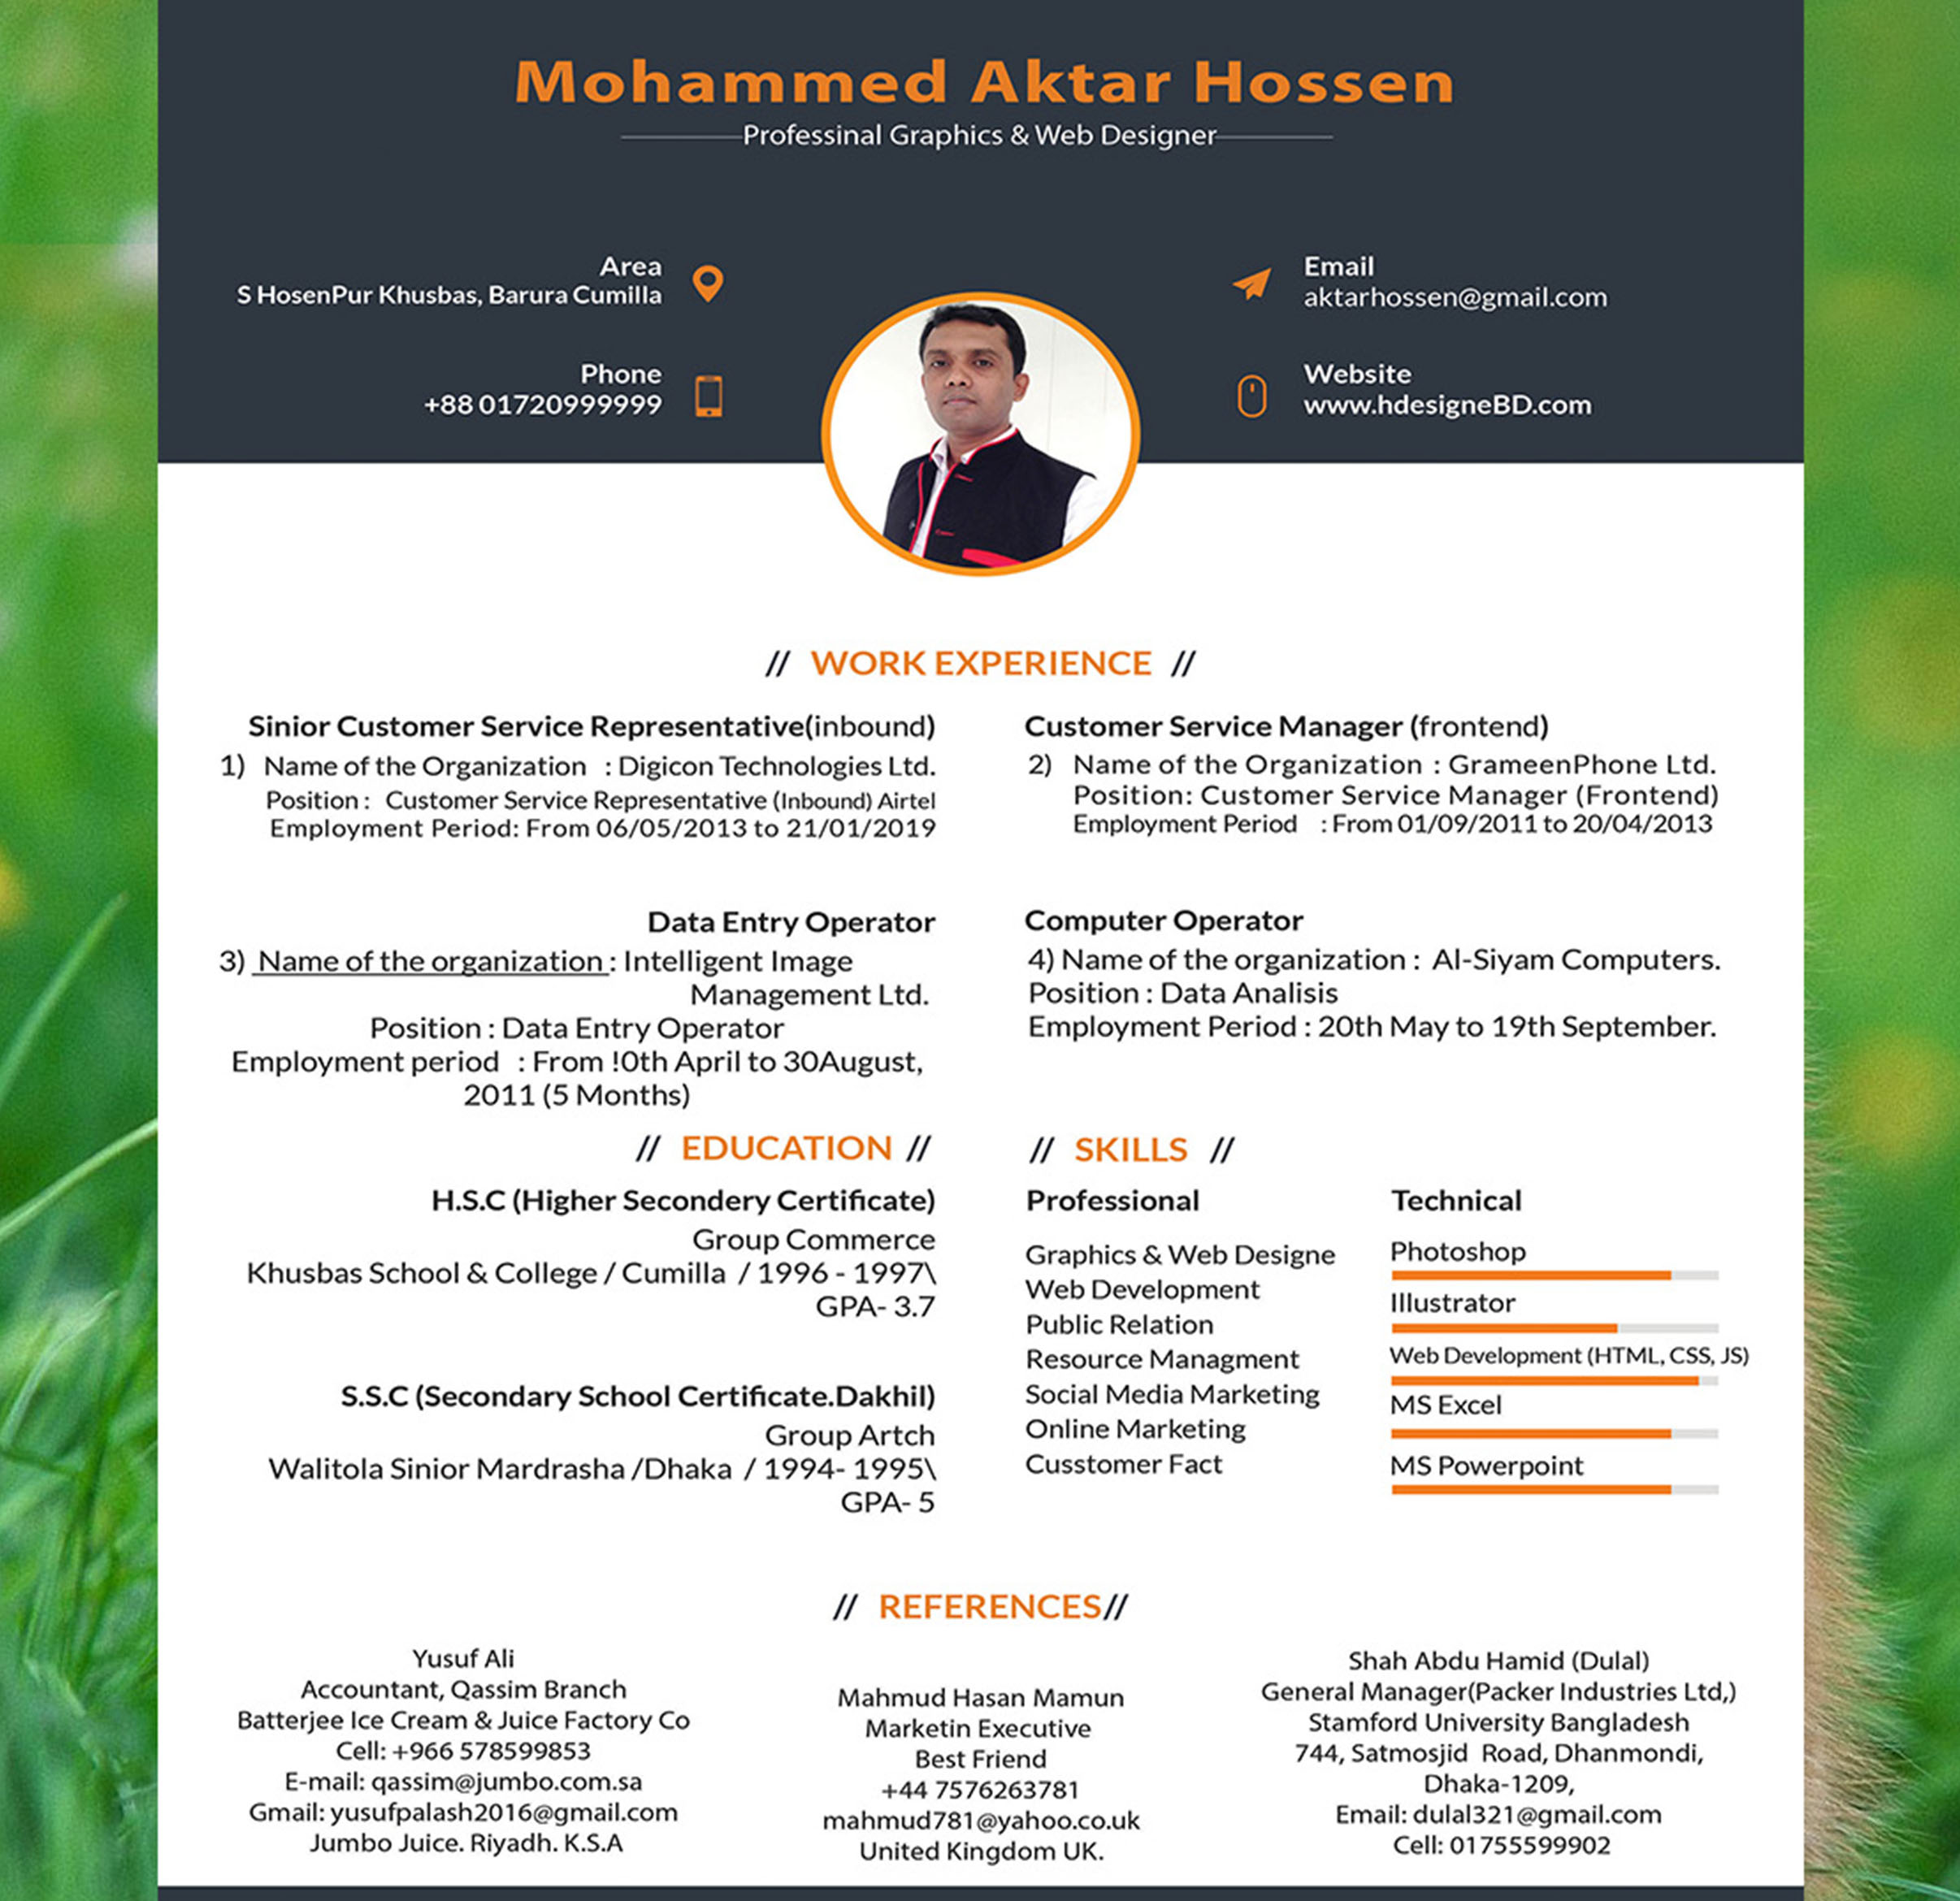 Mohammed Aktar Hossen
Professinal Graphics & Web Designer
Area
S HosenPur Khusbas, Barura Cumilla
Phone
+88 01720999999
Email
aktarhossen@gmail.com
Website
www.hdesigneBD.com
// WORK EXPERIENCE //
Sinior Customer Service Representative(inbound)
1) Name of the Organization : Digicon Technologies Ltd.
Position : Customer Service Representative (Inbound) Airtel
Employment Period: From 06/05/2013 to 21/01/2019
Customer Service Manager (frontend)
2) Name of the Organization : GrameenPhone Ltd.
Position: Customer Service Manager (Frontend)
Employment Period : From 01/09/2011 to 20/04/2013
Data Entry Operator
3) Name of the organization : Intelligent Image
Management Ltd.
Position : Data Entry Operator
Employment period : From !0th April to 30August,
2011 (5 Months)
Computer Operator
4) Name of the organization : Al-Siyam Computers.
Position : Data Analisis
Employment Period : 20th May to 19th September.
// EDUCATION //
H.S.C (Higher Secondery Certificate)
Group Commerce
Khusbas School & College / Cumilla / 1996 - 1997\
GPA- 3.7
S.S.C (Secondary School Certificate.Dakhil)
Group Artch
Walitola Sinior Mardrasha /Dhaka / 1994- 1995\
GPA- 5
// SKILLS //
Professional
Graphics & Web Designe
Web Development
Public Relation
Resource Managment
Social Media Marketing
Online Marketing
Cusstomer Fact
Technical
Photoshop
Illustrator
Web Development (HTML, CSS, JS)
MS Excel
MS Powerpoint
// REFERENCES//
Yusuf Ali
Accountant, Qassim Branch
Batterjee Ice Cream & Juice Factory Co
Cell: +966 578599853
E-mail: qassim@jumbo.com.sa
Gmail: yusufpalash2016@gmail.com
Jumbo Juice. Riyadh. K.S.A
Mahmud Hasan Mamun
Marketin Executive
Best Friend
+44 7576263781
mahmud781@yahoo.co.uk
United Kingdom UK.
Shah Abdu Hamid (Dulal)
General Manager(Packer Industries Ltd,)
Stamford University Bangladesh
744, Satmosjid Road, Dhanmondi,
Dhaka-1209,
Email: dulal321@gmail.com
Cell: 01755599902